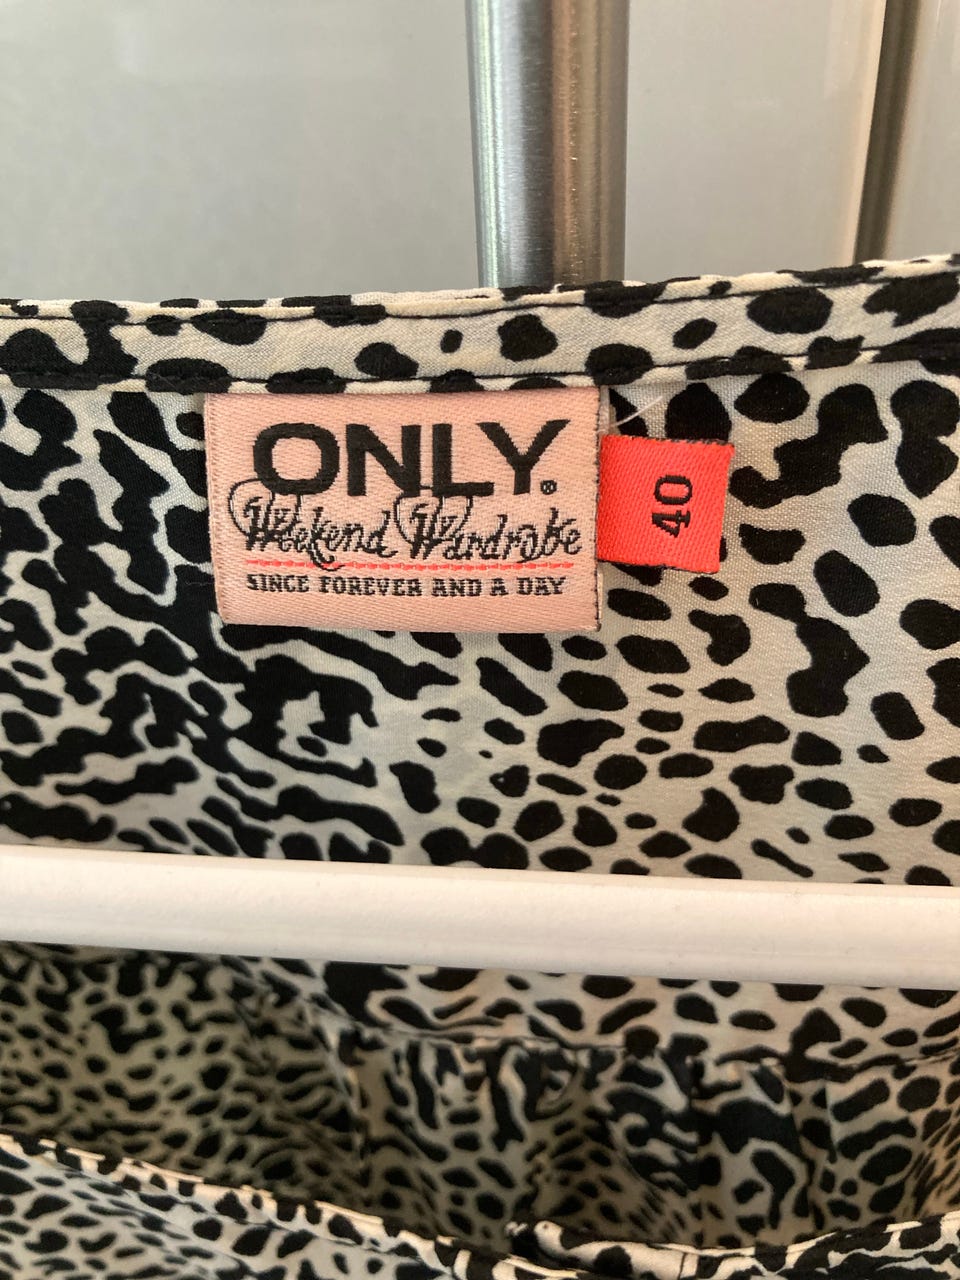 ONLY.®
Weekend Wardrobe
SINCE FOREVER AND A DAY
40